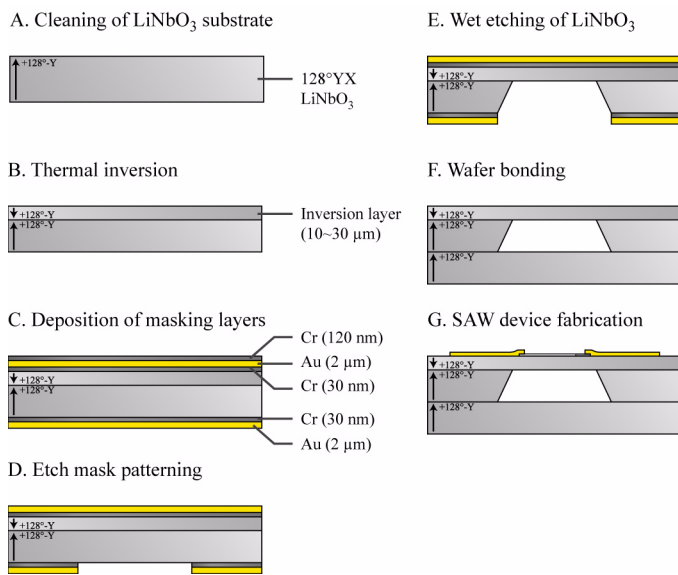 A. Cleaning of LiNbO3 substrate
+128°-Y
128°YX
LiNbO3
B. Thermal inversion
+128°-Y
+128°-Y
Inversion layer
(10~30 µm)
C. Deposition of masking layers
Cr (120 nm)
Au (2 µm)
Cr (30 nm)
+128°-Y
+128°-Y
Cr (30 nm)
Au (2 µm)
D. Etch mask patterning
+128°-Y
+128°-Y
E. Wet etching of LiNbO3
+128°-Y
+128°-Y
F. Wafer bonding
+128°-Y
+128°-Y
+128°-Y
G. SAW device fabrication
+128°-Y
+128°-Y
+128°-Y